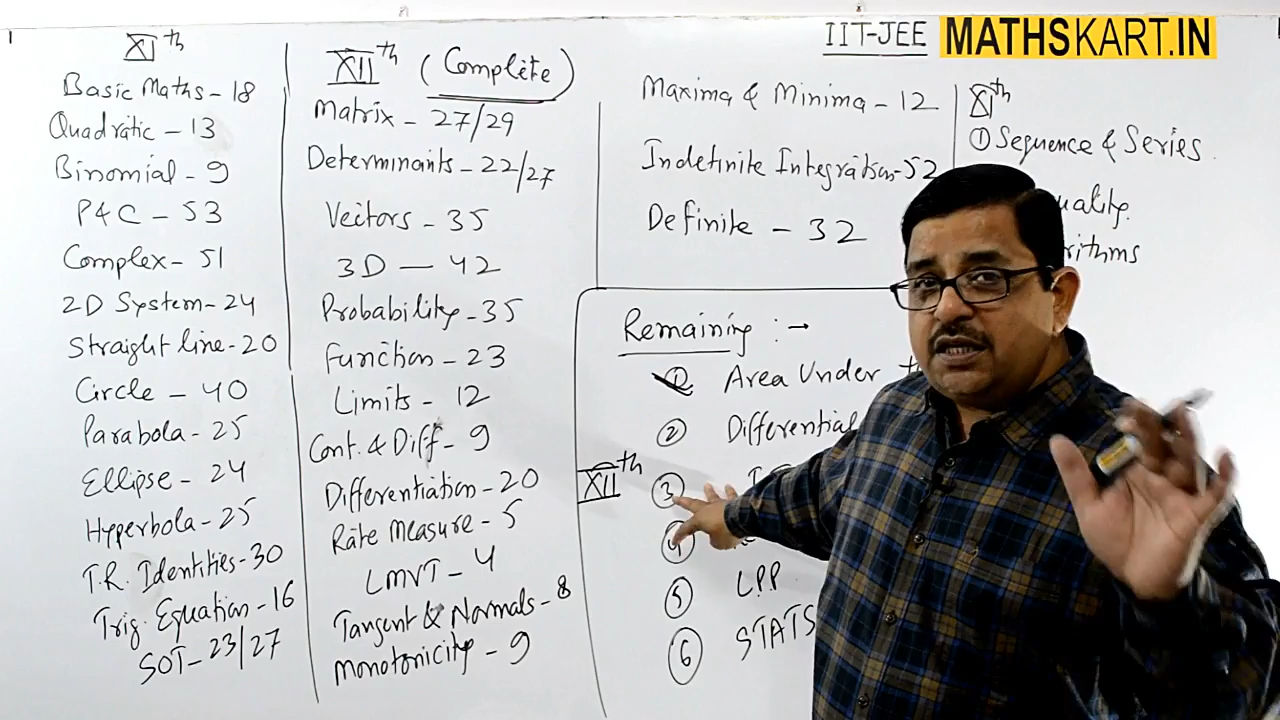 IIT-JEE MATHSKART.IN
XIth
Basic Maths - 18
Quadratic - 13
Binomial - 9
P & C - 53
Complex - 51
2D System - 24
Straight line - 20
Circle - 40
Parabola - 25
Ellipse - 24
Hyperbola - 25
T.R. Identities - 30
Trig. Equation - 16
SOT - 23/27
XIIth (Complete)
Matrix - 27/29
Determinants - 22/27
Vectors - 35
3D - 42
Probability - 35
Function - 23
Limits - 12
Cont. & Diff - 9
Differentiation - 20
Rate Measure - 5
LMVT - 4
Tangent & Normals - 8
Monotonicity - 9
Maxima & Minima - 12
Indefinite Integration - 52
Definite - 32
XIth
① Sequence & Series
Remaining :→
XIIth
① Area Under
② Differential
③
④
⑤ LPP
⑥ STATS